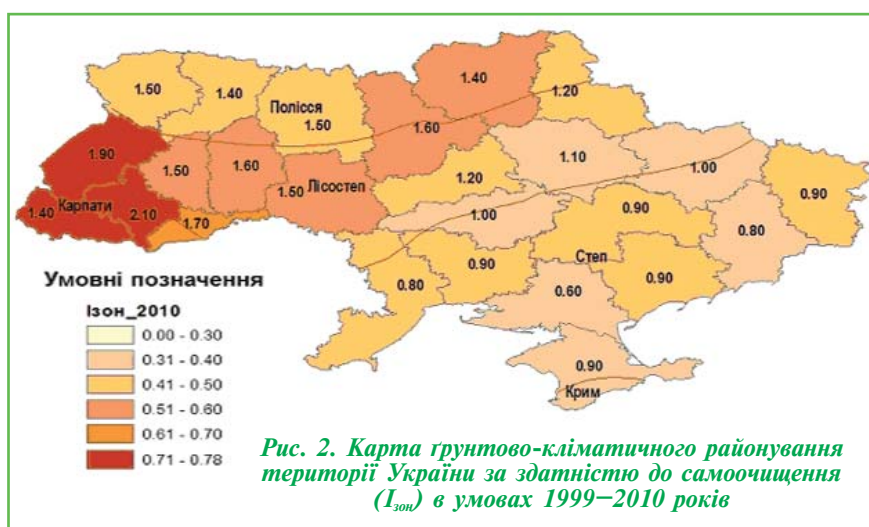 1.50
1.40
Полісся
1.50
1.40
1.20
1.60
1.90
1.50
1.60
1.10
1.00
1.50 Лісостеп
1.20
0.90
1.40 Карпати
2.10
1.70
1.00
0.90
0.80
Степ
0.80
0.90
0.90
0.60
0.90
Крим
Умовні позначення
Ізон_2010
0.00 - 0.30
0.31 - 0.40
0.41 - 0.50
0.51 - 0.60
0.61 - 0.70
0.71 - 0.78
Рис. 2. Карта ґрунтово-кліматичного районування
території України за здатністю до самоочищення
(Iзон) в умовах 1999–2010 років